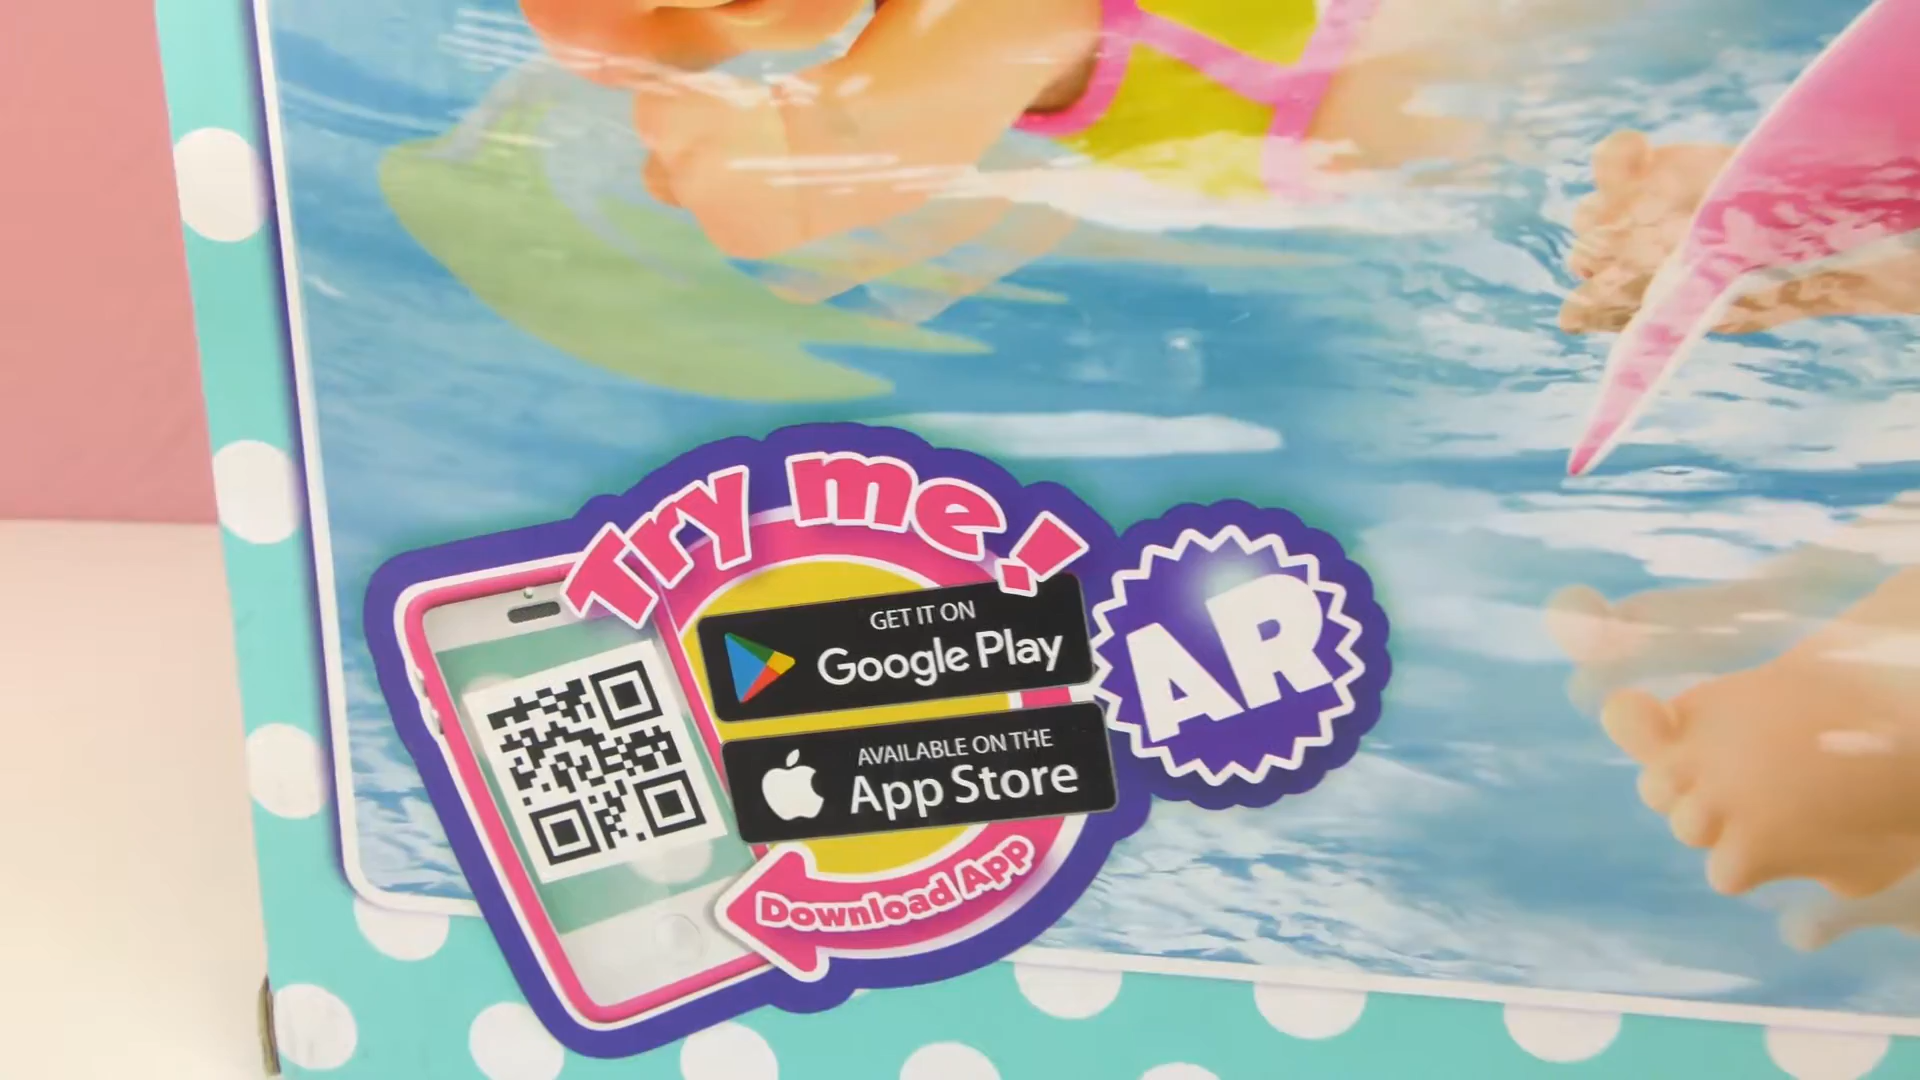 Try me!
GET IT ON
Google Play
AR
AVAILABLE ON THE
App Store
Download App